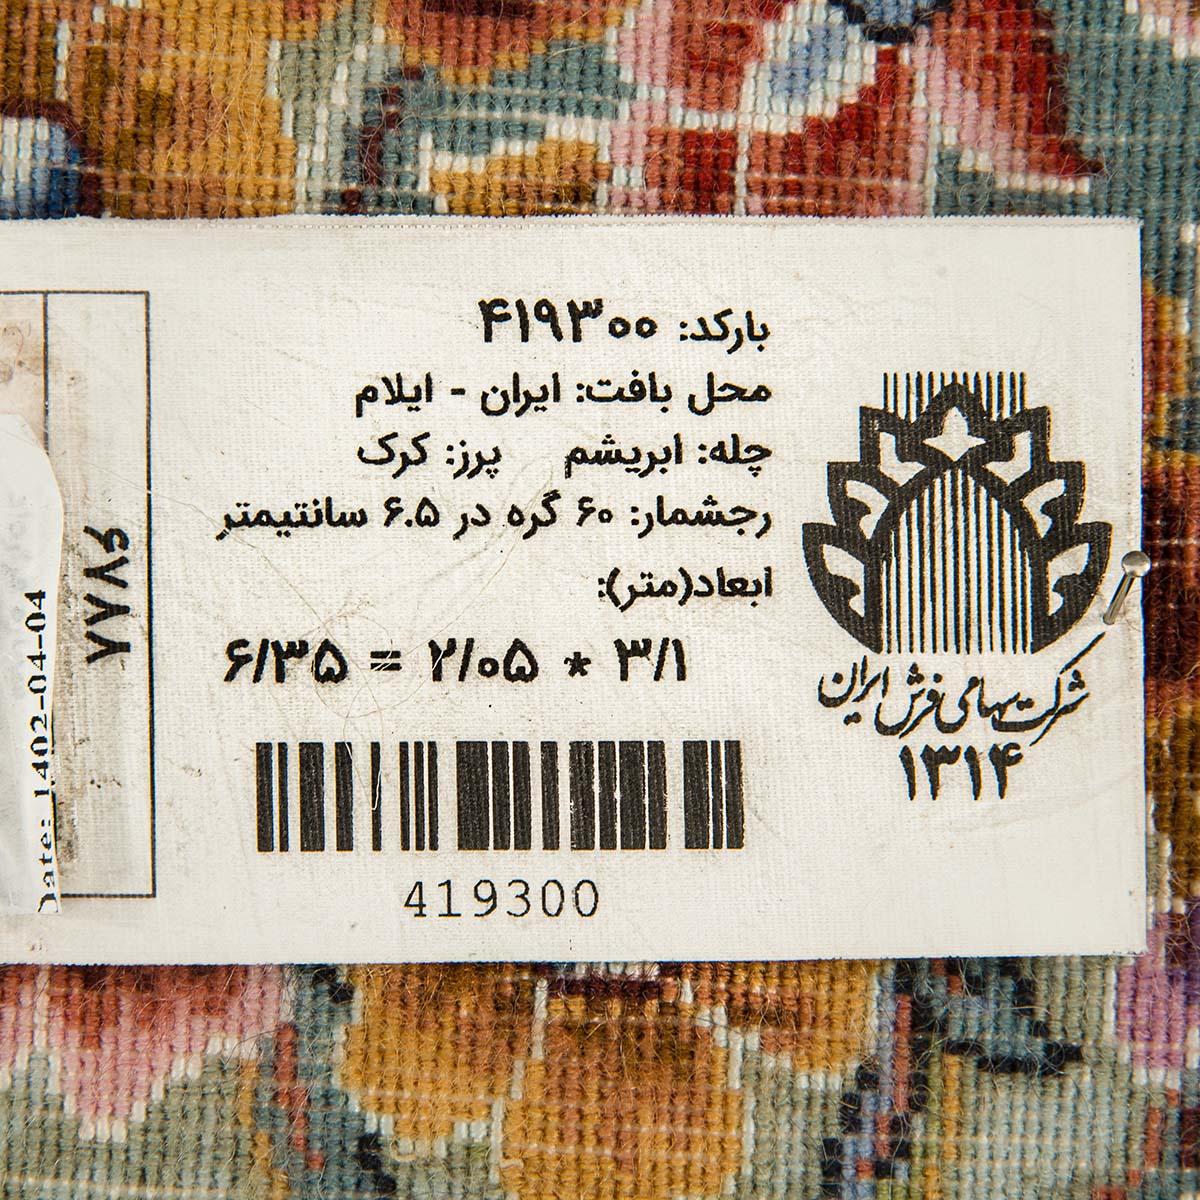 بارکد: ۴۱۹۳۰۰
محل بافت: ایران - ایلام
چله: ابریشم پرز: کرک
رجشمار: ۶۰ گره در ۶.۵ سانتیمتر
ابعاد(متر):
۶/۳۵ = ۲/۰۵ * ۳/۱
419300
شرکت سهامی فرش ایران
۱۳۱۴
۷۷۸۶
Date: 1402-04-04